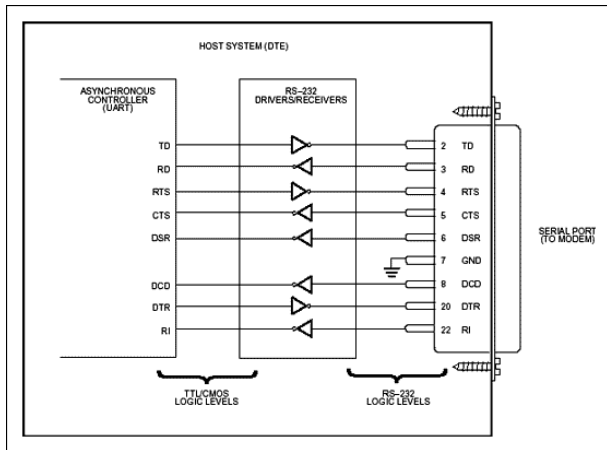 HOST SYSTEM (DTE)
ASYNCHRONOUS
CONTROLLER
(UART)
RS–232
DRIVERS/RECEIVERS
TD
2 TD
RD
3 RD
RTS
4 RTS
CTS
5 CTS
DSR
6 DSR
7 GND
DCD
8 DCD
DTR
20 DTR
RI
22 RI
SERIAL PORT
(TO MODEM)
TTL/CMOS
LOGIC LEVELS
RS–232
LOGIC LEVELS